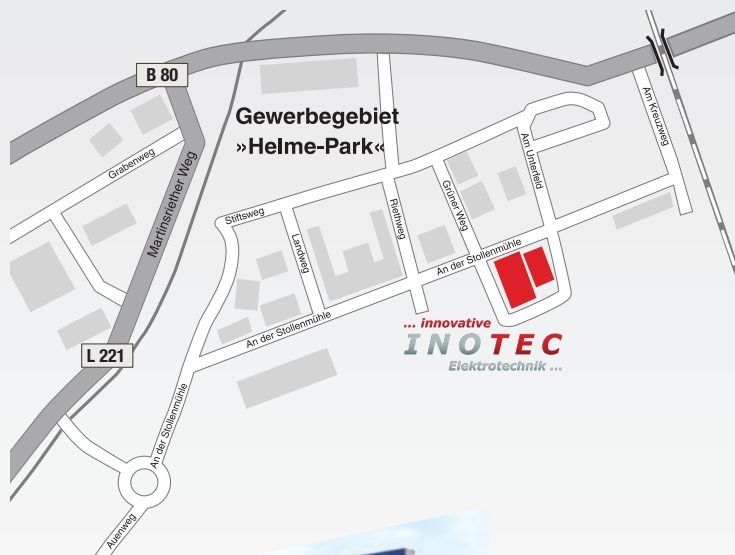 B 80
Gewerbegebiet
»Helme-Park«
Am Kreuzweg
Grabenweg
Martinsriether Weg
Am Unterfeld
Grüner Weg
Stiftsweg
Riethweg
Landweg
An der Stollenmühle
An der Stollenmühle
... innovative
INOTEC
Elektrotechnik ...
L 221
An der Stollenmühle
Auenweg